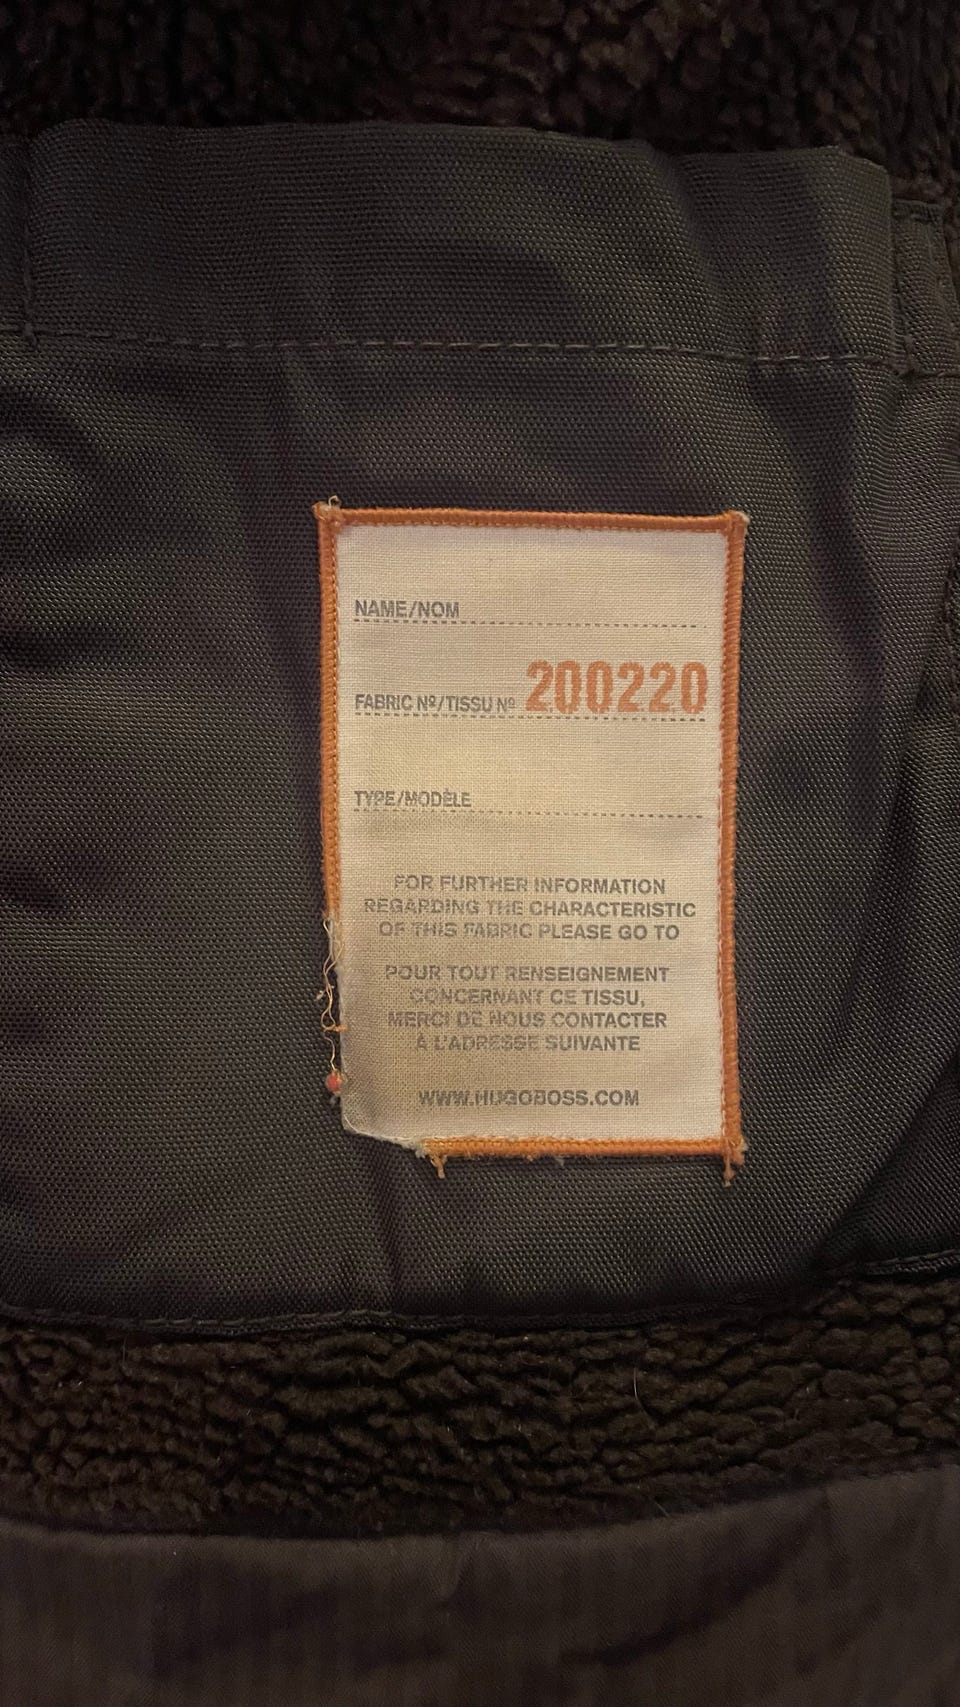 NAME/NOM
FABRIC Nº/TISSU Nº 200220
TYPE/MODÈLE
FOR FURTHER INFORMATION
REGARDING THE CHARACTERISTIC
OF THIS FABRIC PLEASE GO TO
POUR TOUT RENSEIGNEMENT
CONCERNANT CE TISSU,
MERCI DE NOUS CONTACTER
À L'ADRESSE SUIVANTE
WWW.HUGOBOSS.COM